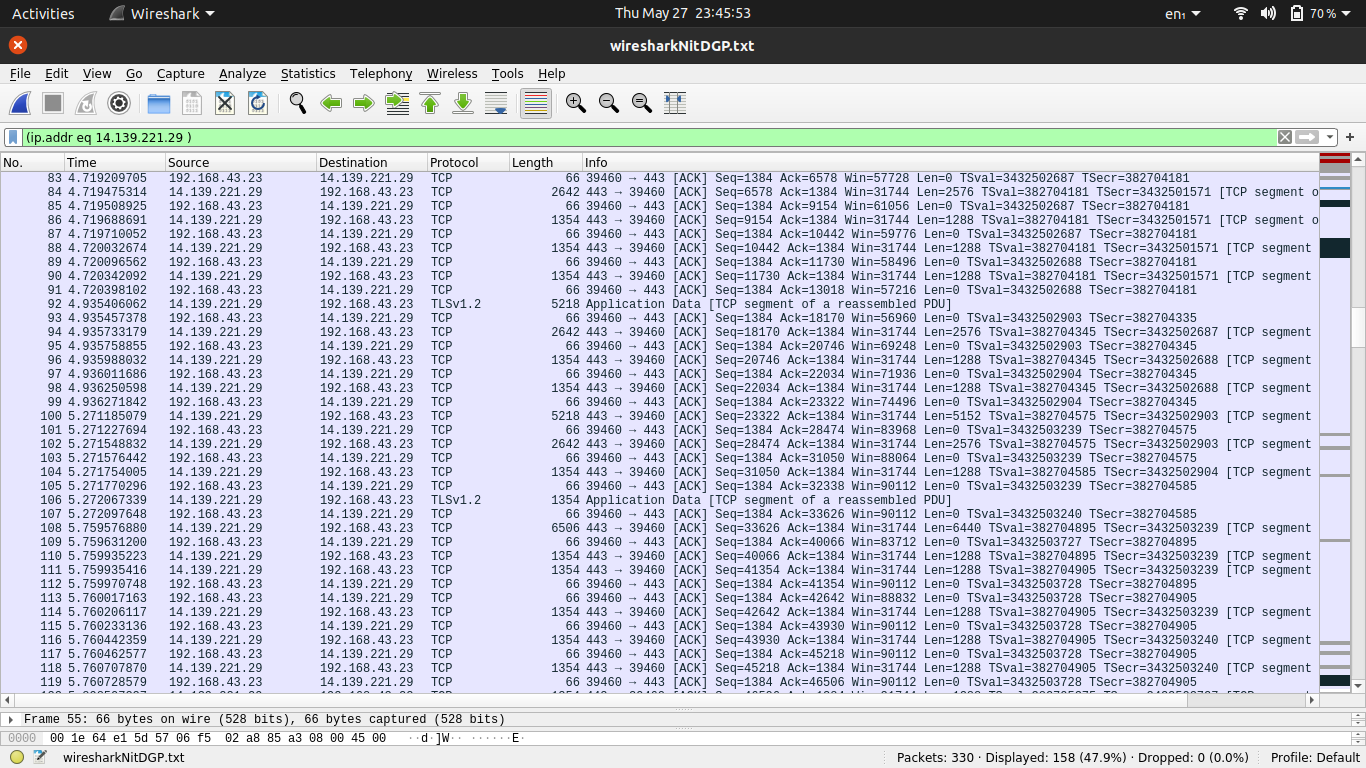 Activities Wireshark Thu May 27 23:45:53 en₁ 70 %
wiresharkNitDGP.txt
File Edit View Go Capture Analyze Statistics Telephony Wireless Tools Help
(ip.addr eq 14.139.221.29 )
No. Time Source Destination Protocol Length Info
83 4.719209705 192.168.43.23 14.139.221.29 TCP 66 39460 → 443 [ACK] Seq=1384 Ack=6578 Win=57728 Len=0 TSval=3432502687 TSecr=382704181
84 4.719475314 14.139.221.29 192.168.43.23 TCP 2642 443 → 39460 [ACK] Seq=6578 Ack=1384 Win=31744 Len=2576 TSval=382704181 TSecr=3432501571 [TCP segment o
85 4.719508925 192.168.43.23 14.139.221.29 TCP 66 39460 → 443 [ACK] Seq=1384 Ack=9154 Win=61056 Len=0 TSval=3432502687 TSecr=382704181
86 4.719688691 14.139.221.29 192.168.43.23 TCP 1354 443 → 39460 [ACK] Seq=9154 Ack=1384 Win=31744 Len=1288 TSval=382704181 TSecr=3432501571 [TCP segment o
87 4.719710052 192.168.43.23 14.139.221.29 TCP 66 39460 → 443 [ACK] Seq=1384 Ack=10442 Win=59776 Len=0 TSval=3432502687 TSecr=382704181
88 4.720032674 14.139.221.29 192.168.43.23 TCP 1354 443 → 39460 [ACK] Seq=10442 Ack=1384 Win=31744 Len=1288 TSval=382704181 TSecr=3432501571 [TCP segment
89 4.720096562 192.168.43.23 14.139.221.29 TCP 66 39460 → 443 [ACK] Seq=1384 Ack=11730 Win=58496 Len=0 TSval=3432502688 TSecr=382704181
90 4.720342092 14.139.221.29 192.168.43.23 TCP 1354 443 → 39460 [ACK] Seq=11730 Ack=1384 Win=31744 Len=1288 TSval=382704181 TSecr=3432501571 [TCP segment
91 4.720398102 192.168.43.23 14.139.221.29 TCP 66 39460 → 443 [ACK] Seq=1384 Ack=13018 Win=57216 Len=0 TSval=3432502688 TSecr=382704181
92 4.935406062 14.139.221.29 192.168.43.23 TLSv1.2 5218 Application Data [TCP segment of a reassembled PDU]
93 4.935457378 192.168.43.23 14.139.221.29 TCP 66 39460 → 443 [ACK] Seq=1384 Ack=18170 Win=56960 Len=0 TSval=3432502903 TSecr=382704335
94 4.935733179 14.139.221.29 192.168.43.23 TCP 2642 443 → 39460 [ACK] Seq=18170 Ack=1384 Win=31744 Len=2576 TSval=382704345 TSecr=3432502687 [TCP segment
95 4.935758855 192.168.43.23 14.139.221.29 TCP 66 39460 → 443 [ACK] Seq=1384 Ack=20746 Win=69248 Len=0 TSval=3432502903 TSecr=382704345
96 4.935988032 14.139.221.29 192.168.43.23 TCP 1354 443 → 39460 [ACK] Seq=20746 Ack=1384 Win=31744 Len=1288 TSval=382704345 TSecr=3432502688 [TCP segment
97 4.936011686 192.168.43.23 14.139.221.29 TCP 66 39460 → 443 [ACK] Seq=1384 Ack=22034 Win=71936 Len=0 TSval=3432502904 TSecr=382704345
98 4.936250598 14.139.221.29 192.168.43.23 TCP 1354 443 → 39460 [ACK] Seq=22034 Ack=1384 Win=31744 Len=1288 TSval=382704345 TSecr=3432502688 [TCP segment
99 4.936271842 192.168.43.23 14.139.221.29 TCP 66 39460 → 443 [ACK] Seq=1384 Ack=23322 Win=74496 Len=0 TSval=3432502904 TSecr=382704345
100 5.271185079 14.139.221.29 192.168.43.23 TCP 5218 443 → 39460 [ACK] Seq=23322 Ack=1384 Win=31744 Len=5152 TSval=382704575 TSecr=3432502903 [TCP segment
101 5.271227694 192.168.43.23 14.139.221.29 TCP 66 39460 → 443 [ACK] Seq=1384 Ack=28474 Win=83968 Len=0 TSval=3432503239 TSecr=382704575
102 5.271548832 14.139.221.29 192.168.43.23 TCP 2642 443 → 39460 [ACK] Seq=28474 Ack=1384 Win=31744 Len=2576 TSval=382704575 TSecr=3432502903 [TCP segment
103 5.271576442 192.168.43.23 14.139.221.29 TCP 66 39460 → 443 [ACK] Seq=1384 Ack=31050 Win=88064 Len=0 TSval=3432503239 TSecr=382704575
104 5.271754005 14.139.221.29 192.168.43.23 TCP 1354 443 → 39460 [ACK] Seq=31050 Ack=1384 Win=31744 Len=1288 TSval=382704585 TSecr=3432502904 [TCP segment
105 5.271770296 192.168.43.23 14.139.221.29 TCP 66 39460 → 443 [ACK] Seq=1384 Ack=32338 Win=90112 Len=0 TSval=3432503239 TSecr=382704585
106 5.272067339 14.139.221.29 192.168.43.23 TLSv1.2 1354 Application Data [TCP segment of a reassembled PDU]
107 5.272097648 192.168.43.23 14.139.221.29 TCP 66 39460 → 443 [ACK] Seq=1384 Ack=33626 Win=90112 Len=0 TSval=3432503240 TSecr=382704585
108 5.759576880 14.139.221.29 192.168.43.23 TCP 6506 443 → 39460 [ACK] Seq=33626 Ack=1384 Win=31744 Len=6440 TSval=382704895 TSecr=3432503239 [TCP segment
109 5.759631200 192.168.43.23 14.139.221.29 TCP 66 39460 → 443 [ACK] Seq=1384 Ack=40066 Win=83712 Len=0 TSval=3432503727 TSecr=382704895
110 5.759935223 14.139.221.29 192.168.43.23 TCP 1354 443 → 39460 [ACK] Seq=40066 Ack=1384 Win=31744 Len=1288 TSval=382704895 TSecr=3432503239 [TCP segment
111 5.759935416 14.139.221.29 192.168.43.23 TCP 1354 443 → 39460 [ACK] Seq=41354 Ack=1384 Win=31744 Len=1288 TSval=382704895 TSecr=3432503239 [TCP segment
112 5.759970748 192.168.43.23 14.139.221.29 TCP 66 39460 → 443 [ACK] Seq=1384 Ack=41354 Win=90112 Len=0 TSval=3432503728 TSecr=382704895
113 5.760017163 192.168.43.23 14.139.221.29 TCP 66 39460 → 443 [ACK] Seq=1384 Ack=42642 Win=88832 Len=0 TSval=3432503728 TSecr=382704905
114 5.760206117 14.139.221.29 192.168.43.23 TCP 1354 443 → 39460 [ACK] Seq=42642 Ack=1384 Win=31744 Len=1288 TSval=382704905 TSecr=3432503239 [TCP segment
115 5.760233136 192.168.43.23 14.139.221.29 TCP 66 39460 → 443 [ACK] Seq=1384 Ack=43930 Win=90112 Len=0 TSval=3432503728 TSecr=382704905
116 5.760442359 14.139.221.29 192.168.43.23 TCP 1354 443 → 39460 [ACK] Seq=43930 Ack=1384 Win=31744 Len=1288 TSval=382704905 TSecr=3432503240 [TCP segment
117 5.760462577 192.168.43.23 14.139.221.29 TCP 66 39460 → 443 [ACK] Seq=1384 Ack=45218 Win=90112 Len=0 TSval=3432503728 TSecr=382704905
118 5.760707870 14.139.221.29 192.168.43.23 TCP 1354 443 → 39460 [ACK] Seq=45218 Ack=1384 Win=31744 Len=1288 TSval=382704905 TSecr=3432503240 [TCP segment
119 5.760728579 192.168.43.23 14.139.221.29 TCP 66 39460 → 443 [ACK] Seq=1384 Ack=46506 Win=90112 Len=0 TSval=3432503728 TSecr=382704905
Frame 55: 66 bytes on wire (528 bits), 66 bytes captured (528 bits)
0000 00 1e 64 e1 5d 57 06 f5 02 a8 85 a3 08 00 45 00 ··d·]W·· ······E·
wiresharkNitDGP.txt Packets: 330 · Displayed: 158 (47.9%) · Dropped: 0 (0.0%) Profile: Default